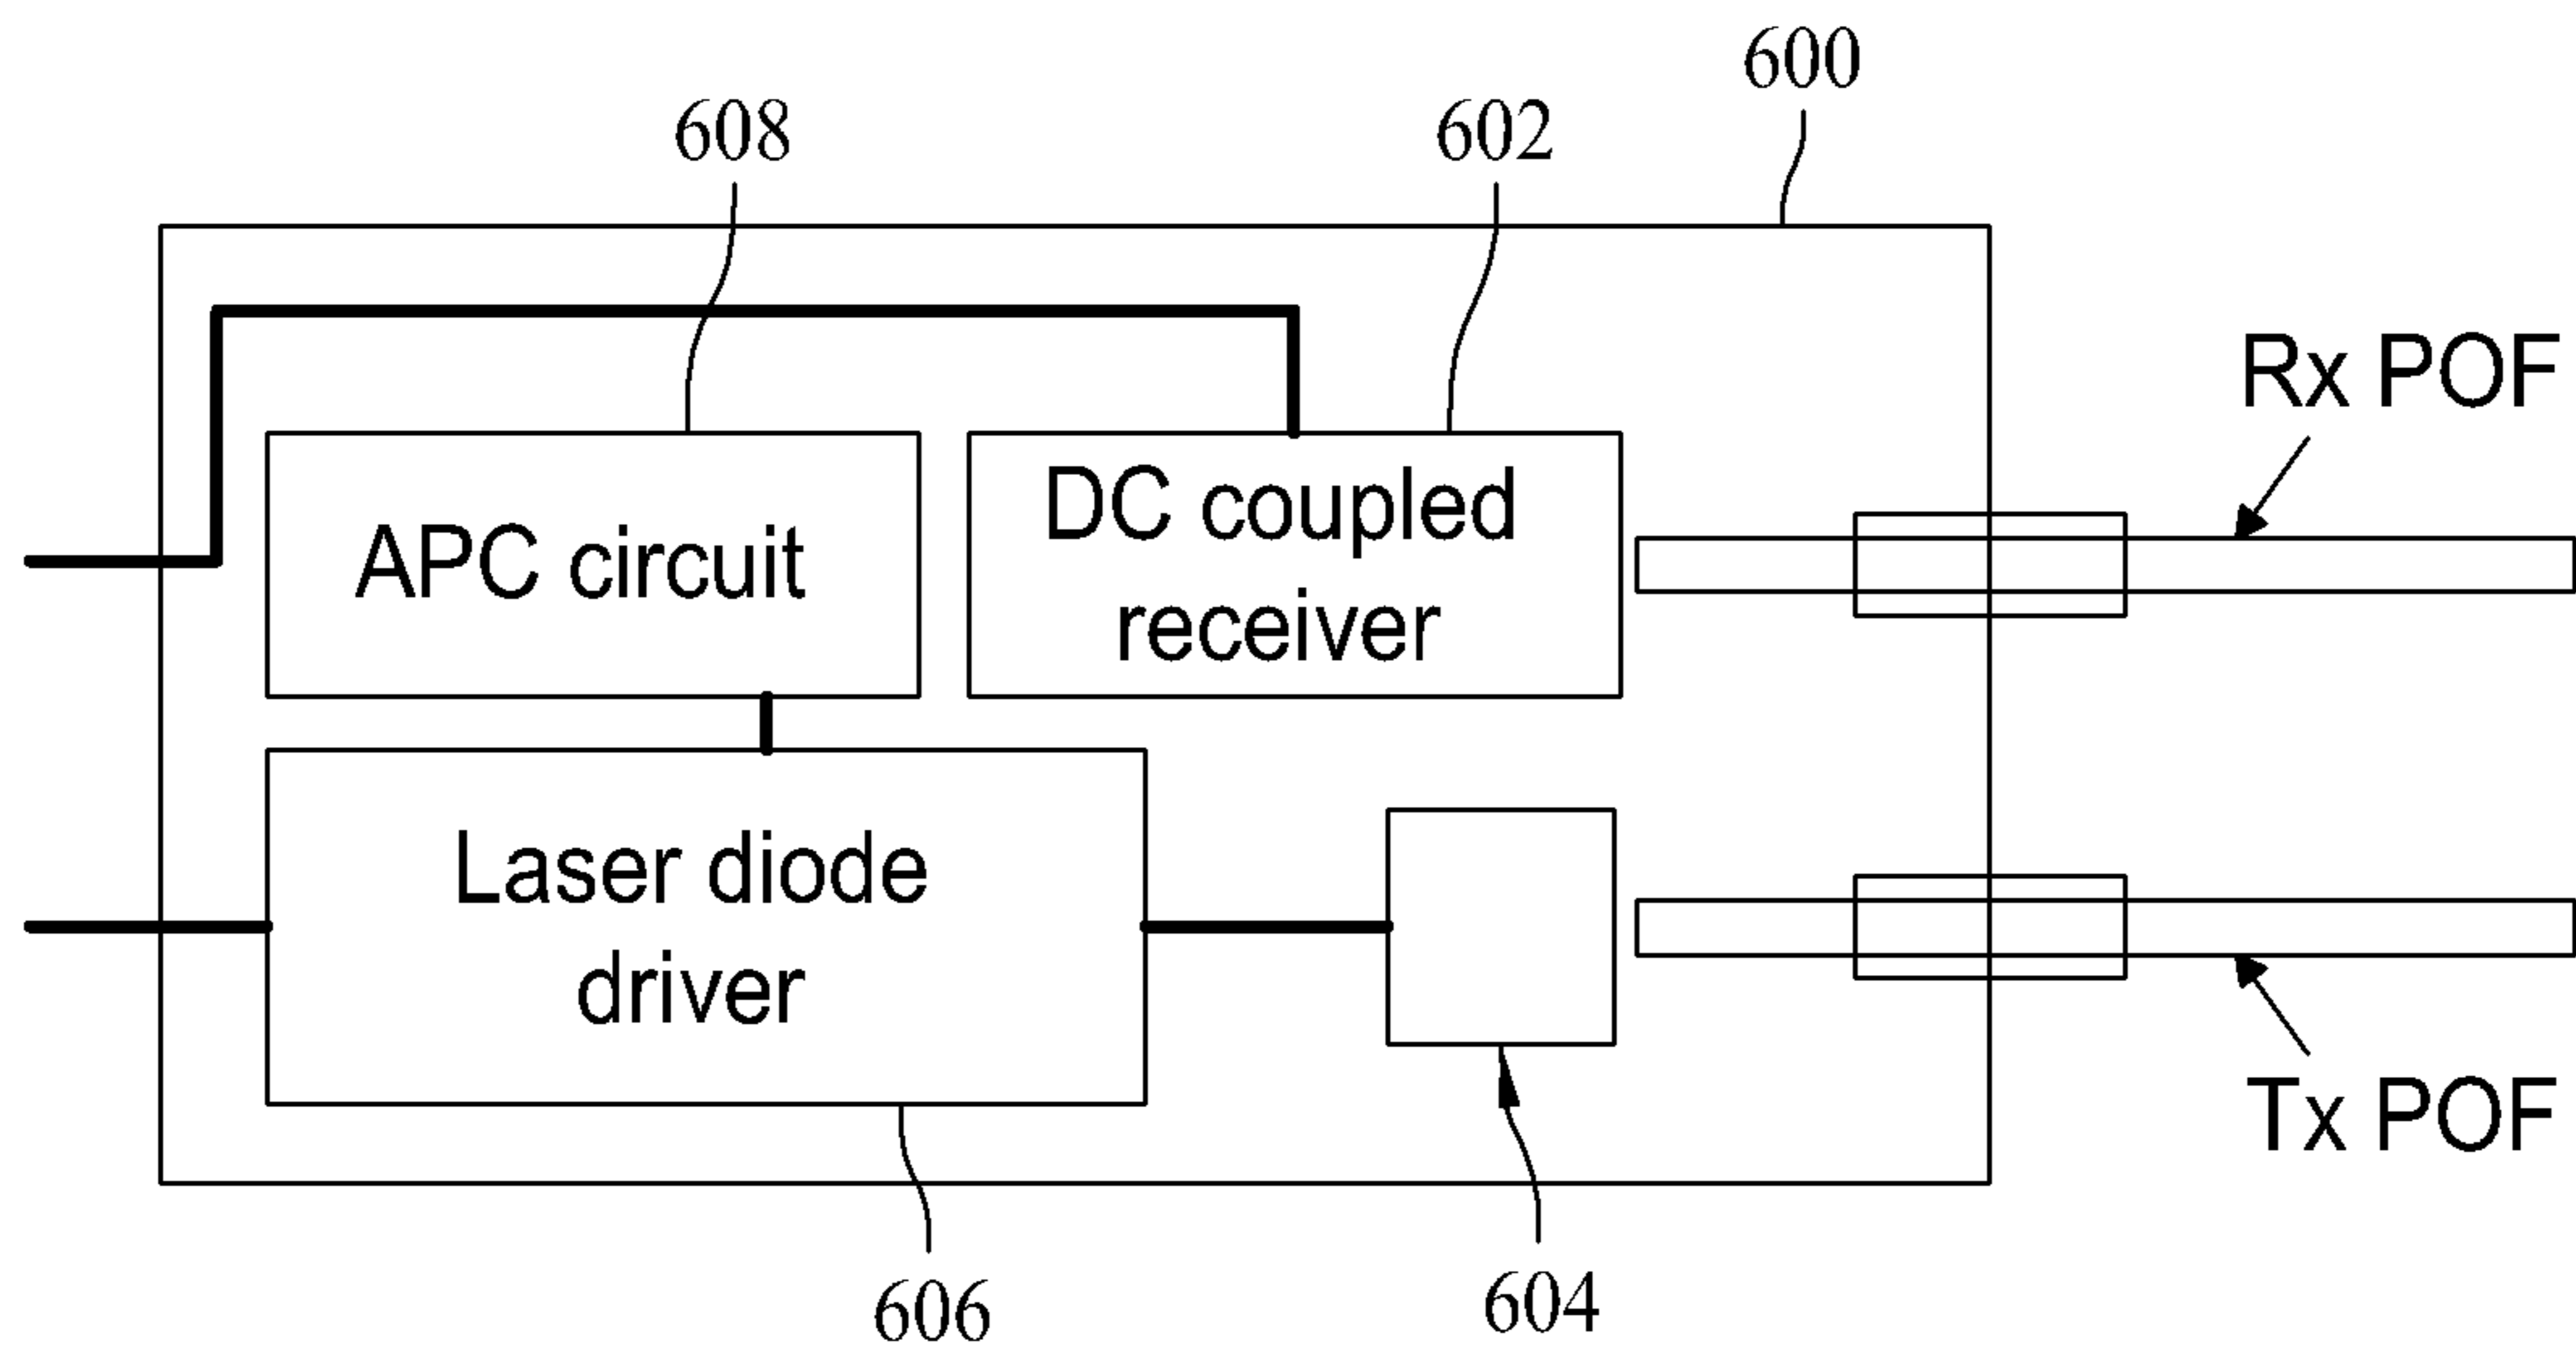 600
608
602
Rx POF
DC coupled
receiver
APC circuit
Laser diode
driver
Tx POF
606
604